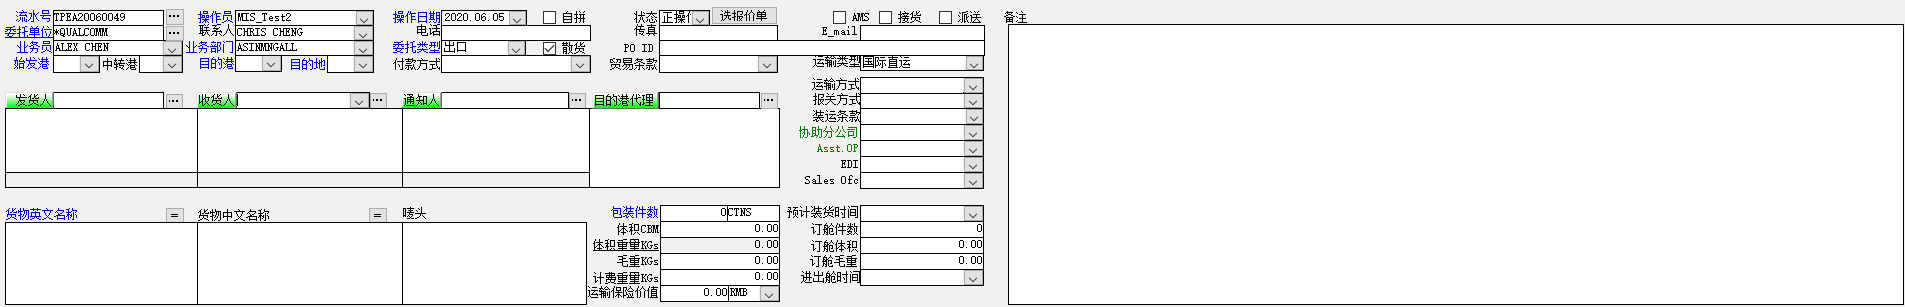 流水号 TPEA20060049 ... 操作员 MIS_Test2 操作日期 2020.06.05 自拼 状态 正操作 选报价单 AMS 接货 派送 备注
委托单位 *QUALCOMM ... 联系人 CHRIS CHENG 电话 传真 E_mail
业务员 ALEX CHEN 业务部门 ASINMNGALL 委托类型 出口 散货 PO ID
始发港 中转港 目的港 目的地 付款方式 贸易条款 运输类型 国际直运
运输方式
发货人 ... 收货人 ... 通知人 ... 目的港代理 ... 报关方式
装运条款
协助分公司
Asst.OP
EDI
Sales Ofc
货物英文名称 = 货物中文名称 = 唛头 包装件数 0 CTNS 预计装货时间
体积CBM 0.00 订舱件数 0
体积重量KGs 0.00 订舱体积 0.00
毛重KGs 0.00 订舱毛重 0.00
计费重量KGs 0.00 进出舱时间
运输保险价值 0.00 RMB